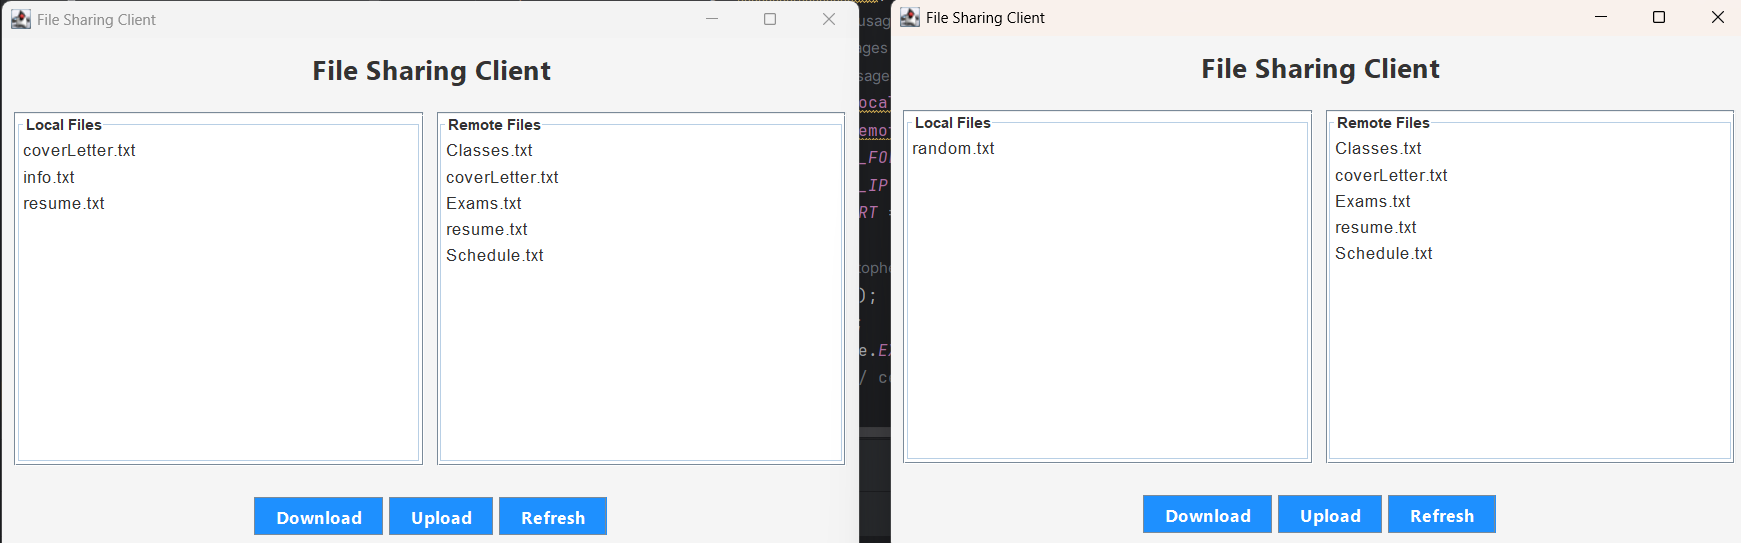 File Sharing Client
File Sharing Client
Local Files
coverLetter.txt
info.txt
resume.txt
Remote Files
Classes.txt
coverLetter.txt
Exams.txt
resume.txt
Schedule.txt
Download Upload Refresh
usag
ages
sage
ocal
emot
_FO
_IP
RT =
toph
);
e.E
/ c
File Sharing Client
File Sharing Client
Local Files
random.txt
Remote Files
Classes.txt
coverLetter.txt
Exams.txt
resume.txt
Schedule.txt
Download Upload Refresh